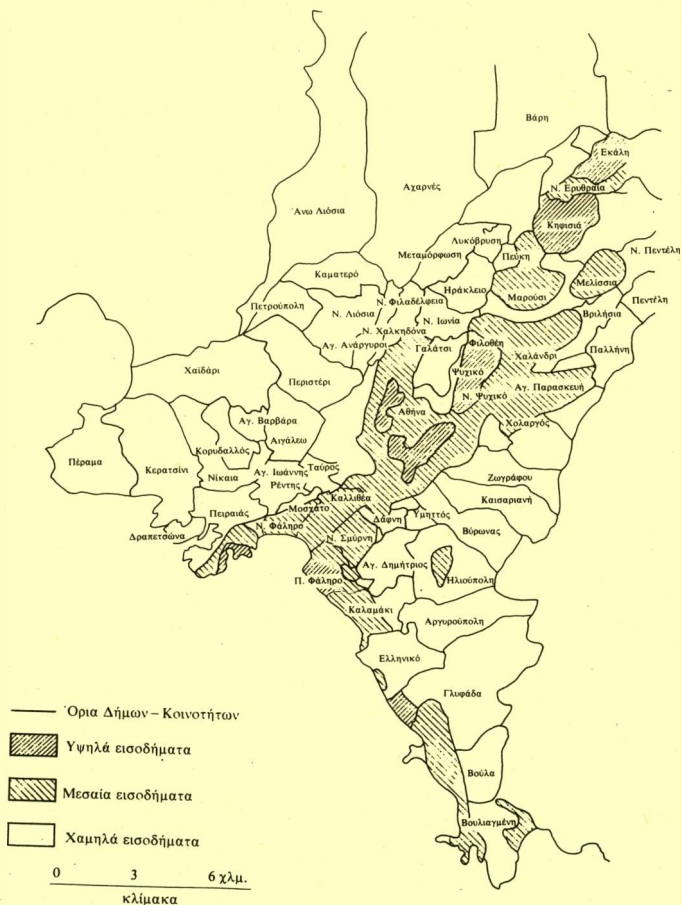 Βάρη
Εκάλη
Ν. Ερυθραία
Αχαρνές
Άνω Λιόσια
Κηφισιά
Λυκόβρυση
Μεταμόρφωση
Πεύκη
Ν. Πεντέλη
Καματερό
Ηράκλειο
Μελίσσια
Μαρούσι
Πεντέλη
Πετρούπολη
Ν. Φιλαδέλφεια
Ν. Λιόσια
Βριλήσια
Ν. Ιωνία
Ν. Χαλκηδόνα
Αγ. Ανάργυροι
Γαλάτσι
Φιλοθέη
Χαλάνδρι
Παλλήνη
Χαϊδάρι
Ψυχικό
Περιστέρι
Αγ. Παρασκευή
Ν. Ψυχικό
Αθήνα
Αγ. Βαρβάρα
Χολαργός
Αιγάλεω
Κορυδαλλός
Πέραμα
Κερατσίνι
Νίκαια
Αγ. Ιωάννης
Ρέντης
Ταύρος
Ζωγράφου
Καλλιθέα
Καισαριανή
Μοσχάτο
Πειραιάς
Δάφνη
Υμηττός
Ν. Φάληρο
Βύρωνας
Δραπετσώνα
Ν. Σμύρνη
Αγ. Δημήτριος
Π. Φάληρο
Ηλιούπολη
Καλαμάκι
Αργυρούπολη
Ελληνικό
Γλυφάδα
Βούλα
Βουλιαγμένη
Όρια Δήμων – Κοινοτήτων
Υψηλά εισοδήματα
Μεσαία εισοδήματα
Χαμηλά εισοδήματα
0 3 6 χλμ.
κλίμακα